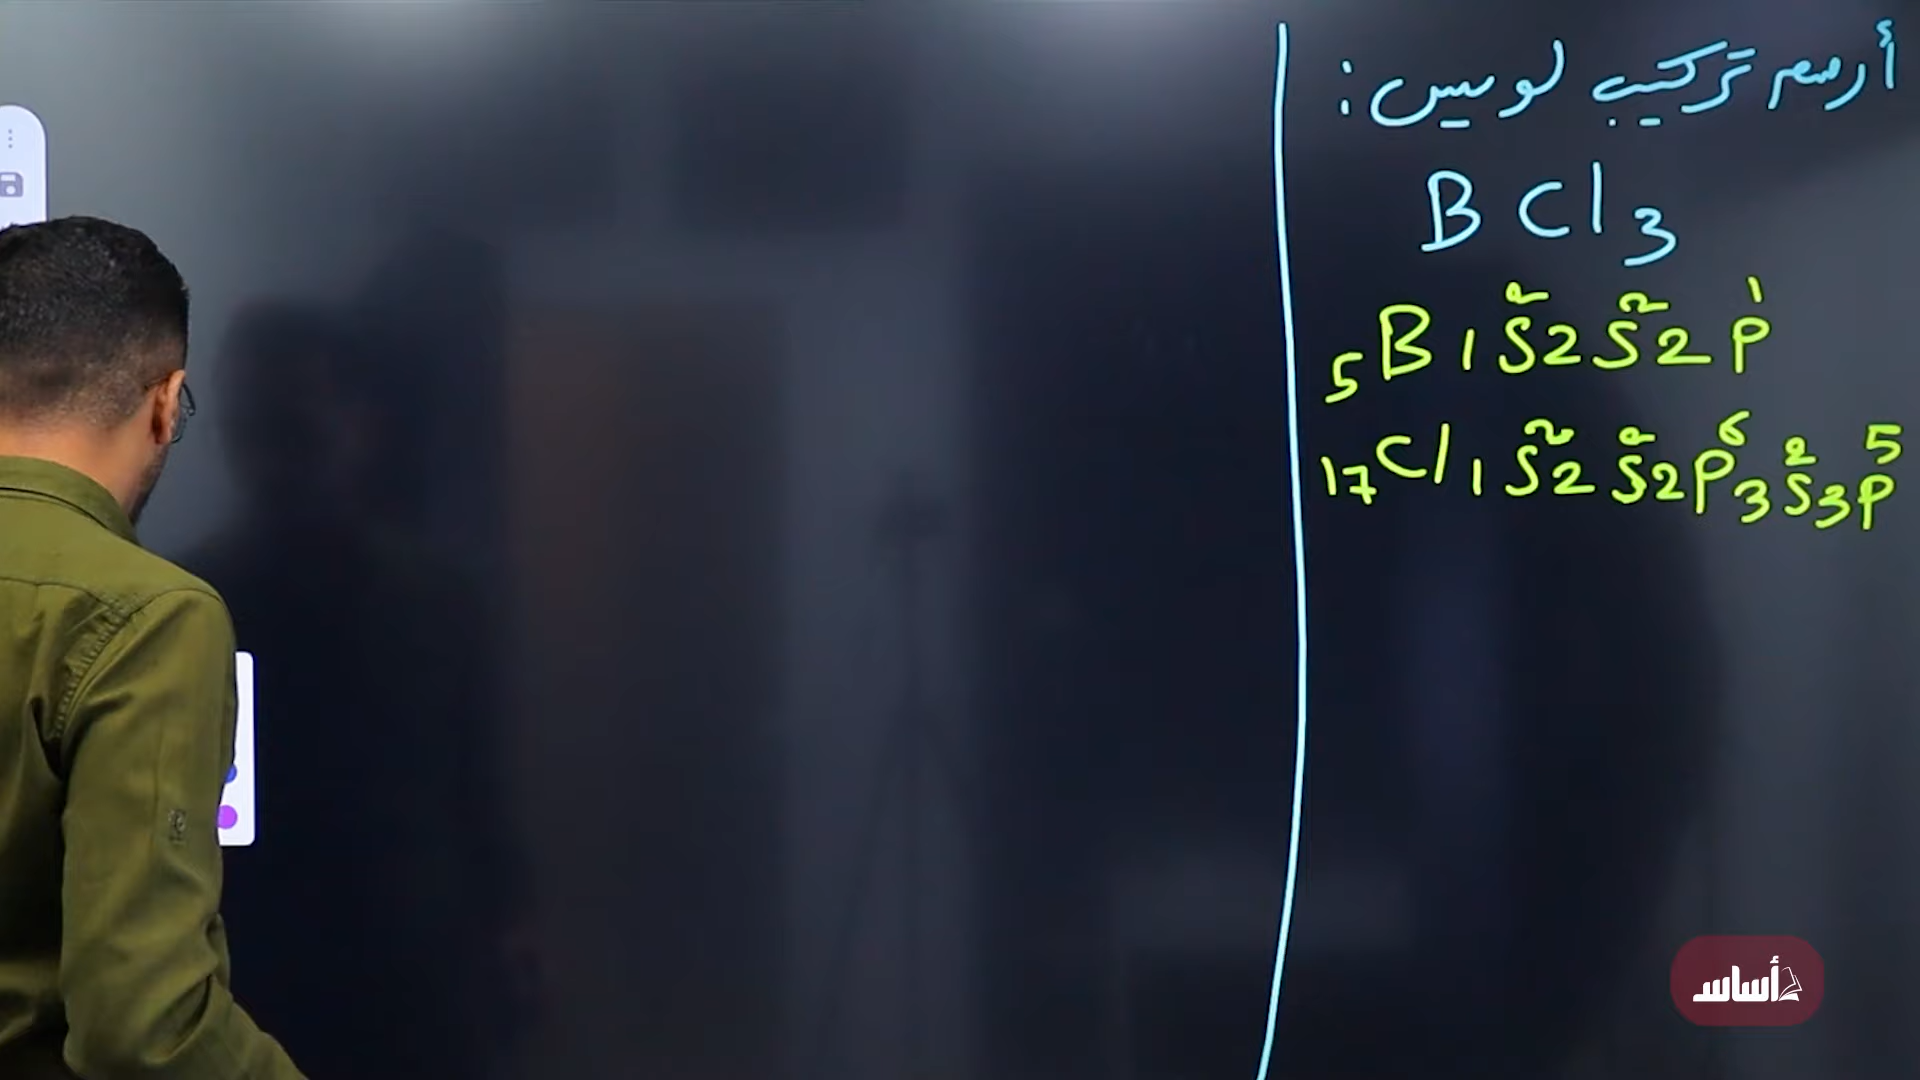 أرسم تركيب لويس :
BCl₃
₅B 1s² 2s² 2p¹
₁₇Cl 1s² 2s² 2p⁶ 3s² 3p⁵
أساس